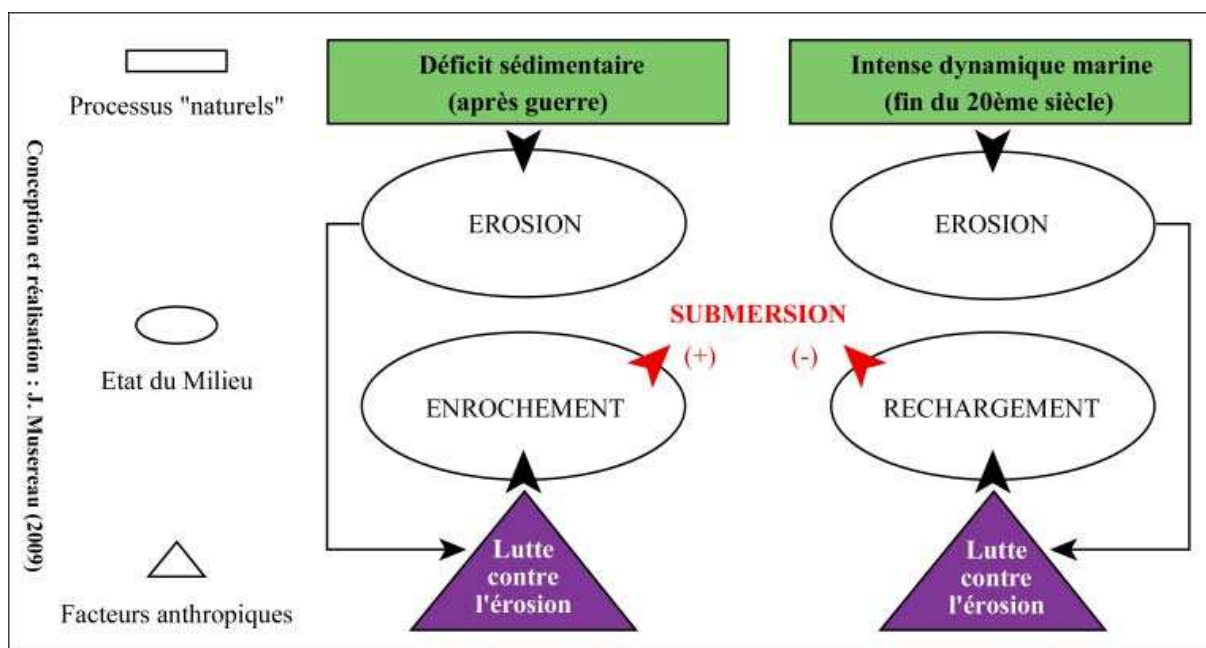 Processus "naturels"
Etat du Milieu
Facteurs anthropiques
Conception et réalisation : J. Musereau (2009)
Déficit sédimentaire
(après guerre)
EROSION
ENROCHEMENT
Lutte
contre
l'érosion
SUBMERSION
(+) (-)
Intense dynamique marine
(fin du 20ème siècle)
EROSION
RECHARGEMENT
Lutte
contre
l'érosion